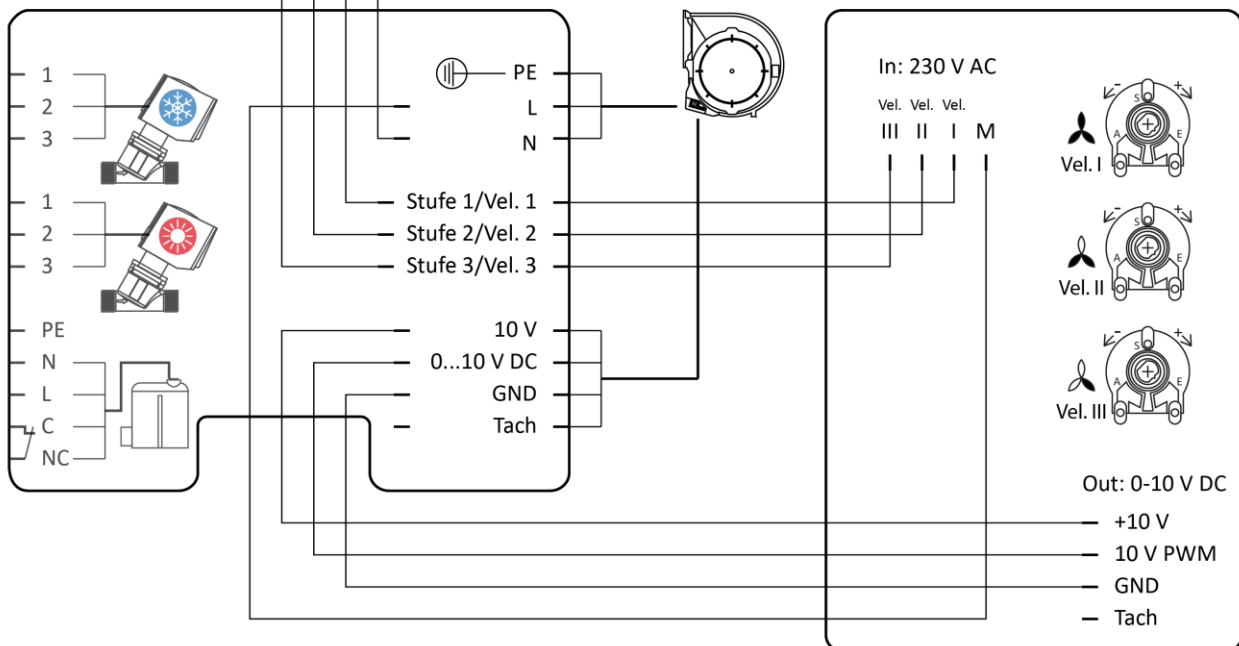 1
2
3
1
2
3
PE
N
L
C
NC
PE
L
N
Stufe 1/Vel. 1
Stufe 2/Vel. 2
Stufe 3/Vel. 3
10 V
0...10 V DC
GND
Tach
In: 230 V AC
Vel. Vel. Vel.
III II I M
- +
S
A E
Vel. I
- +
S
A E
Vel. II
- +
S
A E
Vel. III
Out: 0-10 V DC
+10 V
10 V PWM
GND
Tach